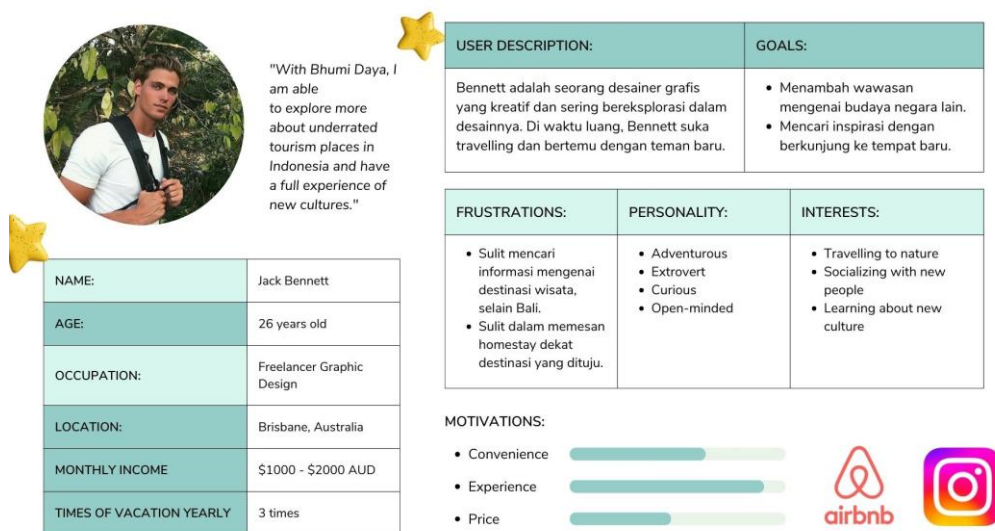 "With Bhumi Daya, I
am able
to explore more
about underrated
tourism places in
Indonesia and have
a full experience of
new cultures."
NAME:
Jack Bennett
AGE:
26 years old
OCCUPATION:
Freelancer Graphic
Design
LOCATION:
Brisbane, Australia
MONTHLY INCOME
$1000 - $2000 AUD
TIMES OF VACATION YEARLY
3 times
USER DESCRIPTION:
Bennett adalah seorang desainer grafis
yang kreatif dan sering bereksplorasi dalam
desainnya. Di waktu luang, Bennett suka
travelling dan bertemu dengan teman baru.
GOALS:
• Menambah wawasan
mengenai budaya negara lain.
• Mencari inspirasi dengan
berkunjung ke tempat baru.
FRUSTRATIONS:
• Sulit mencari
informasi mengenai
destinasi wisata,
selain Bali.
• Sulit dalam memesan
homestay dekat
destinasi yang dituju.
PERSONALITY:
• Adventurous
• Extrovert
• Curious
• Open-minded
INTERESTS:
• Travelling to nature
• Socializing with new
people
• Learning about new
culture
MOTIVATIONS:
• Convenience
• Experience
• Price
airbnb